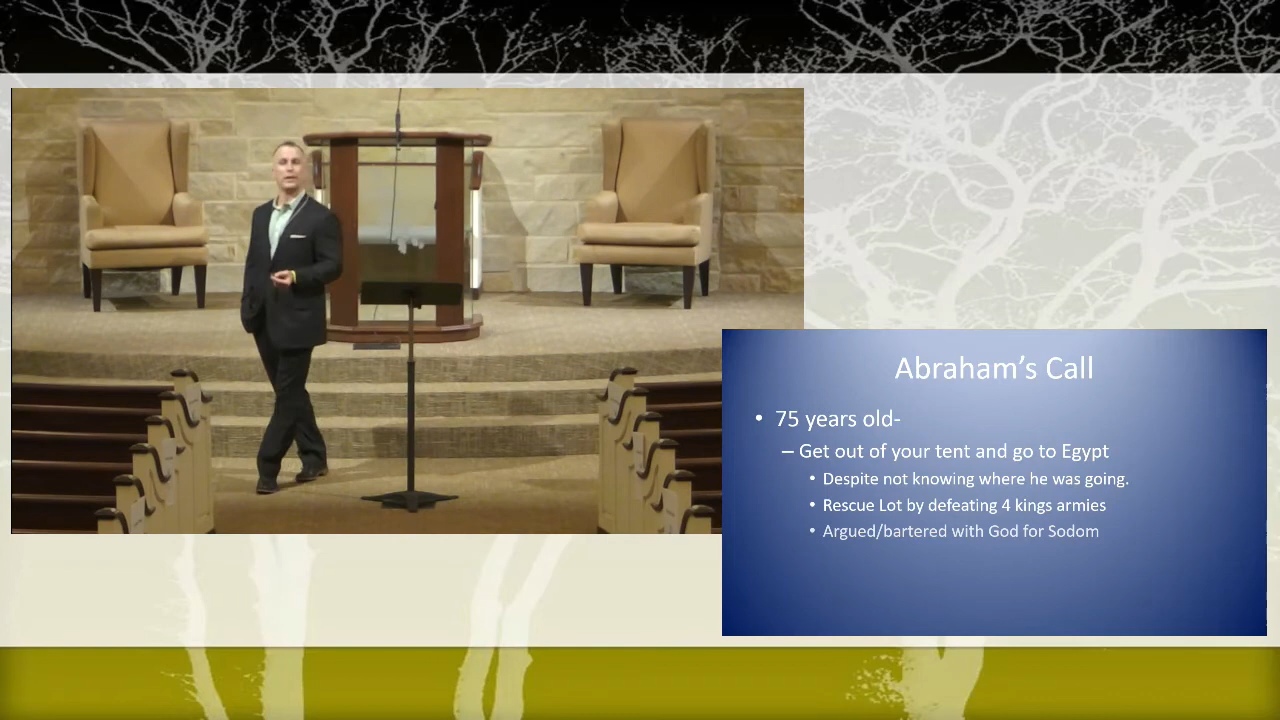 Abraham’s Call
• 75 years old-
– Get out of your tent and go to Egypt
• Despite not knowing where he was going.
• Rescue Lot by defeating 4 kings armies
• Argued/bartered with God for Sodom